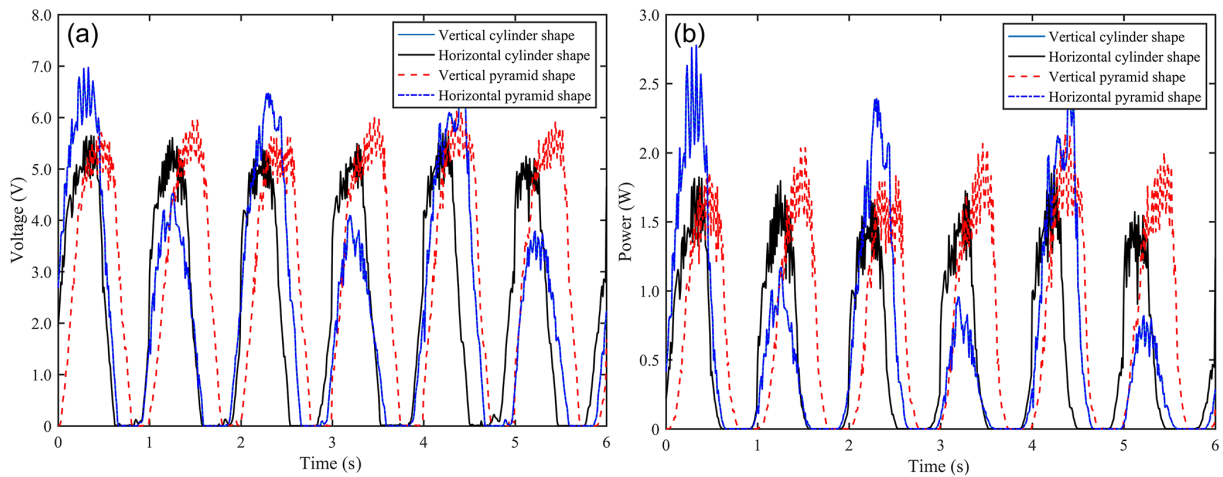 (a)
Vertical cylinder shape
Horizontal cylinder shape
Vertical pyramid shape
Horizontal pyramid shape
Voltage (V)
8.0
7.0
6.0
5.0
4.0
3.0
2.0
1.0
0
0 1 2 3 4 5 6
Time (s)
(b)
Vertical cylinder shape
Horizontal cylinder shape
Vertical pyramid shape
Horizontal pyramid shape
Power (W)
3.0
2.5
2.0
1.5
1.0
0.5
0
0 1 2 3 4 5 6
Time (s)